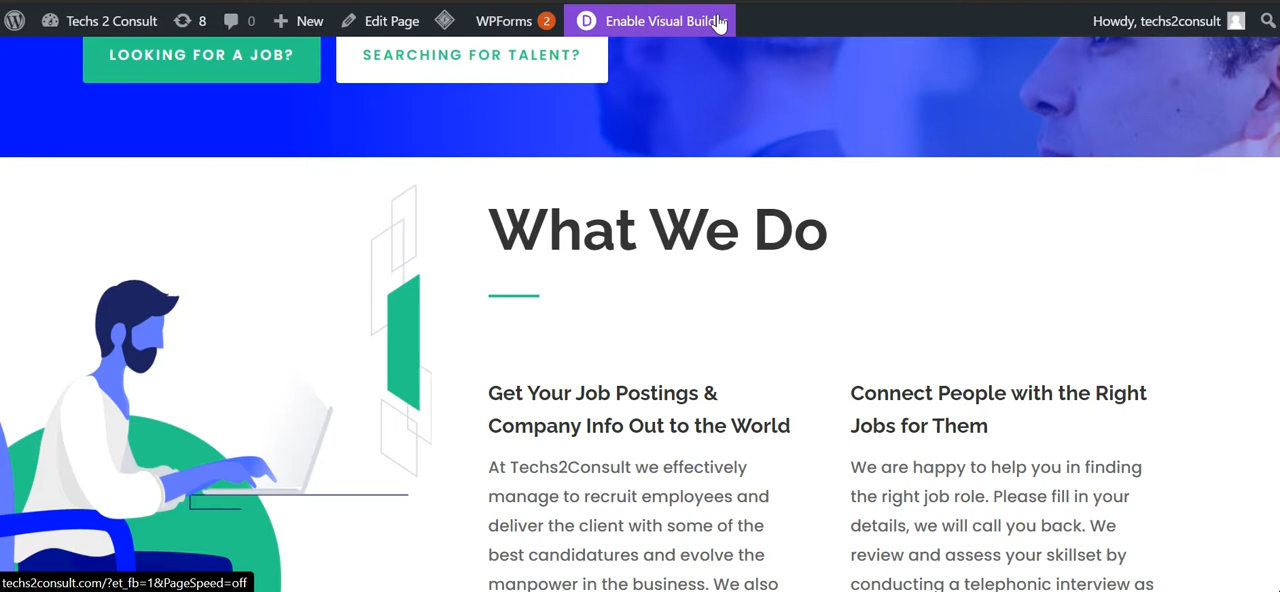 Techs 2 Consult 8 0 New Edit Page WPForms 2 D Enable Visual Builder Howdy, techs2consult
LOOKING FOR A JOB? SEARCHING FOR TALENT?
What We Do
Get Your Job Postings &
Company Info Out to the World
At Techs2Consult we effectively
manage to recruit employees and
deliver the client with some of the
best candidatures and evolve the
manpower in the business. We also
Connect People with the Right
Jobs for Them
We are happy to help you in finding
the right job role. Please fill in your
details, we will call you back. We
review and assess your skillset by
conducting a telephonic interview as
techs2consult.com/?et_fb=1&PageSpeed=off